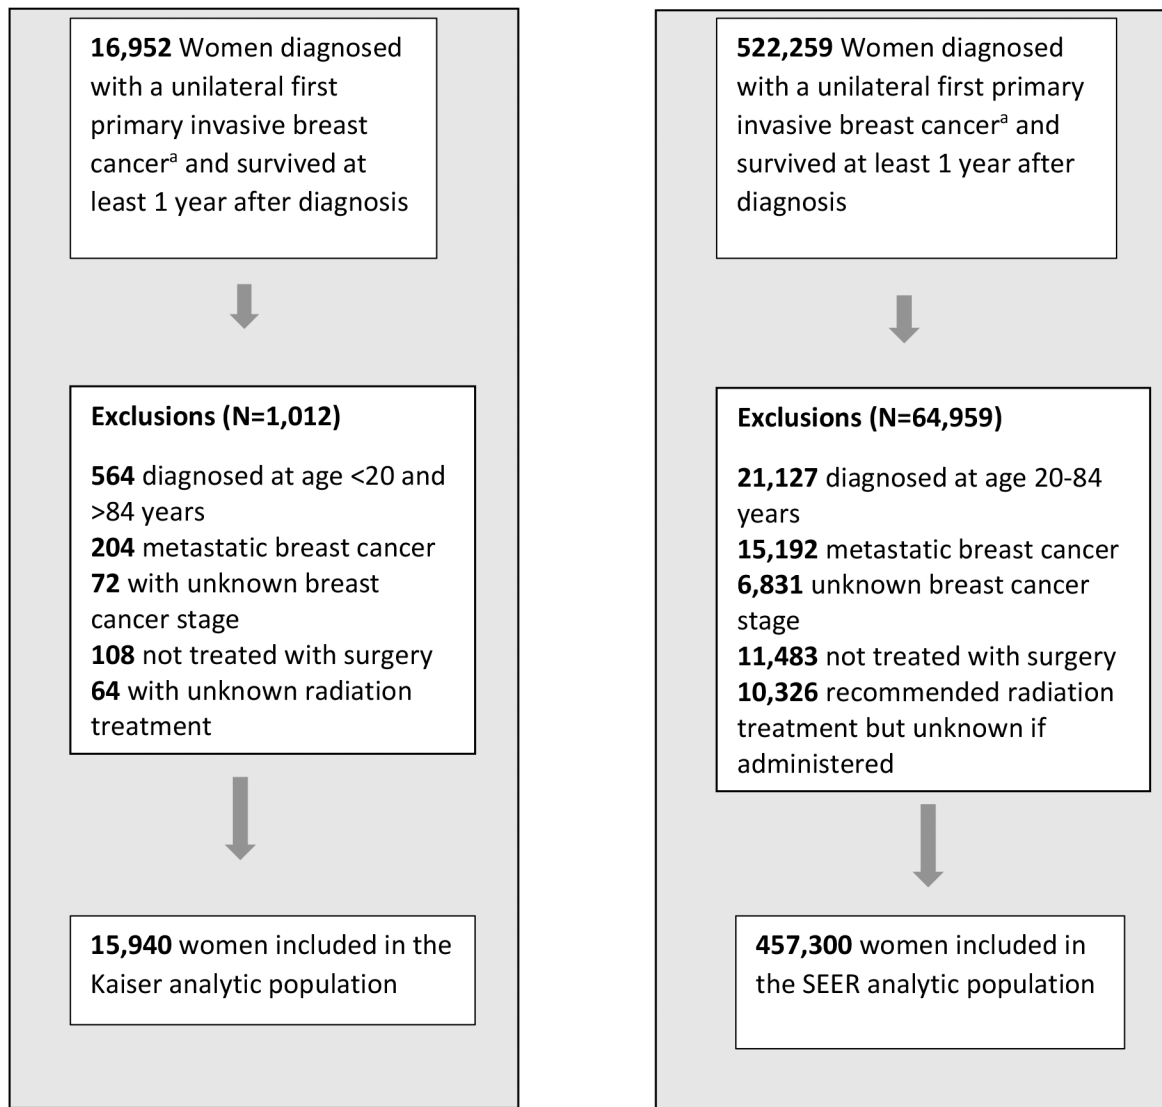 16,952 Women diagnosed
with a unilateral first
primary invasive breast
cancerᵃ and survived at
least 1 year after diagnosis
Exclusions (N=1,012)
564 diagnosed at age <20 and
>84 years
204 metastatic breast cancer
72 with unknown breast
cancer stage
108 not treated with surgery
64 with unknown radiation
treatment
15,940 women included in the
Kaiser analytic population
522,259 Women diagnosed
with a unilateral first primary
invasive breast cancerᵃ and
survived at least 1 year after
diagnosis
Exclusions (N=64,959)
21,127 diagnosed at age 20-84
years
15,192 metastatic breast cancer
6,831 unknown breast cancer
stage
11,483 not treated with surgery
10,326 recommended radiation
treatment but unknown if
administered
457,300 women included in
the SEER analytic population